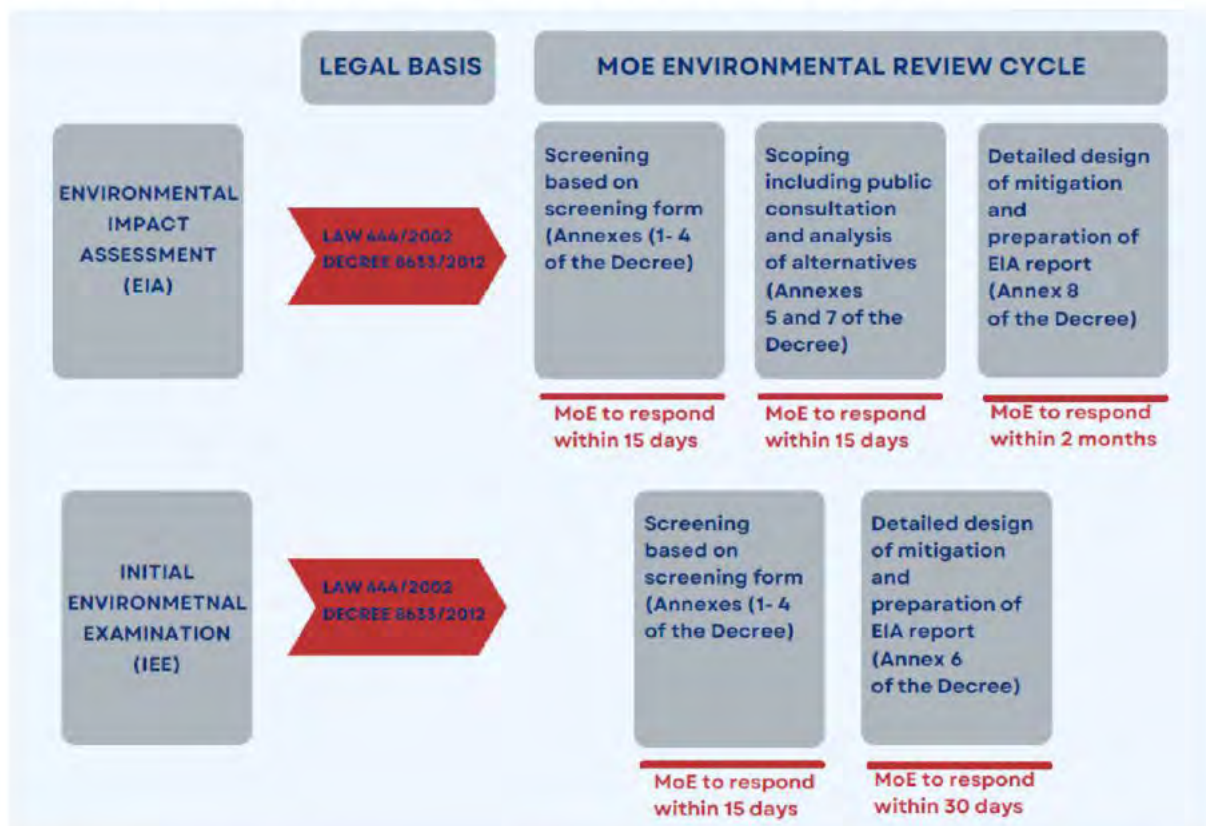 LEGAL BASIS
MOE ENVIRONMENTAL REVIEW CYCLE
ENVIRONMENTAL
IMPACT
ASSESSMENT
(EIA)
LAW 444/2002
DECREE 8633/2012
Screening
based on
screening form
(Annexes (1- 4
of the Decree)
MoE to respond
within 15 days
Scoping
including public
consultation
and analysis
of alternatives
(Annexes
5 and 7 of the
Decree)
MoE to respond
within 15 days
Detailed design
of mitigation
and
preparation of
EIA report
(Annex 8
of the Decree)
MoE to respond
within 2 months
INITIAL
ENVIRONMETNAL
EXAMINATION
(IEE)
LAW 444/2002
DECREE 8633/2012
Screening
based on
screening form
(Annexes (1- 4
of the Decree)
MoE to respond
within 15 days
Detailed design
of mitigation
and
preparation of
EIA report
(Annex 6
of the Decree)
MoE to respond
within 30 days